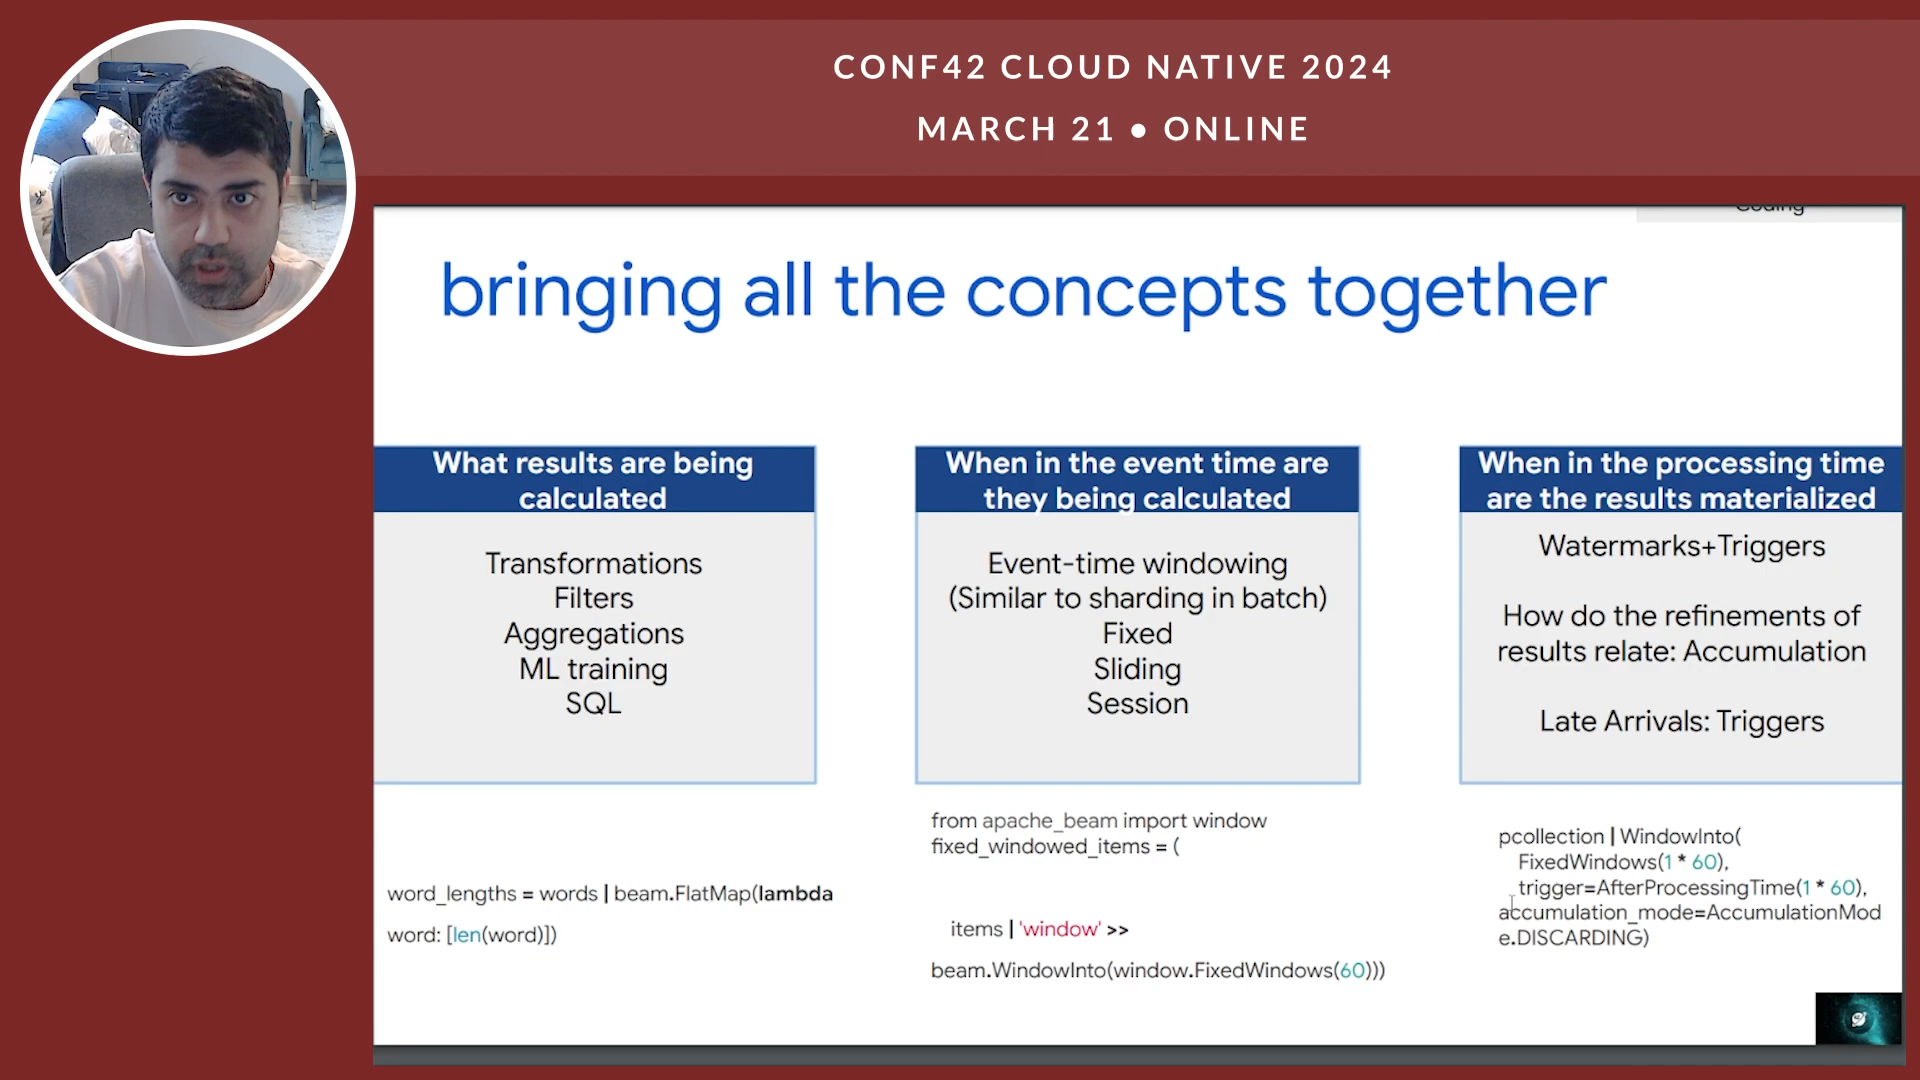 CONF42 CLOUD NATIVE 2024
MARCH 21 • ONLINE
Coding
bringing all the concepts together
What results are being
calculated
Transformations
Filters
Aggregations
ML training
SQL
word_lengths = words | beam.FlatMap(lambda
word: [len(word)])
When in the event time are
they being calculated
Event-time windowing
(Similar to sharding in batch)
Fixed
Sliding
Session
from apache_beam import window
fixed_windowed_items = (
items | 'window' >>
beam.WindowInto(window.FixedWindows(60)))
When in the processing time
are the results materialized
Watermarks+Triggers
How do the refinements of
results relate: Accumulation
Late Arrivals: Triggers
pcollection | WindowInto(
FixedWindows(1 * 60),
trigger=AfterProcessingTime(1 * 60),
accumulation_mode=AccumulationMod
e.DISCARDING)